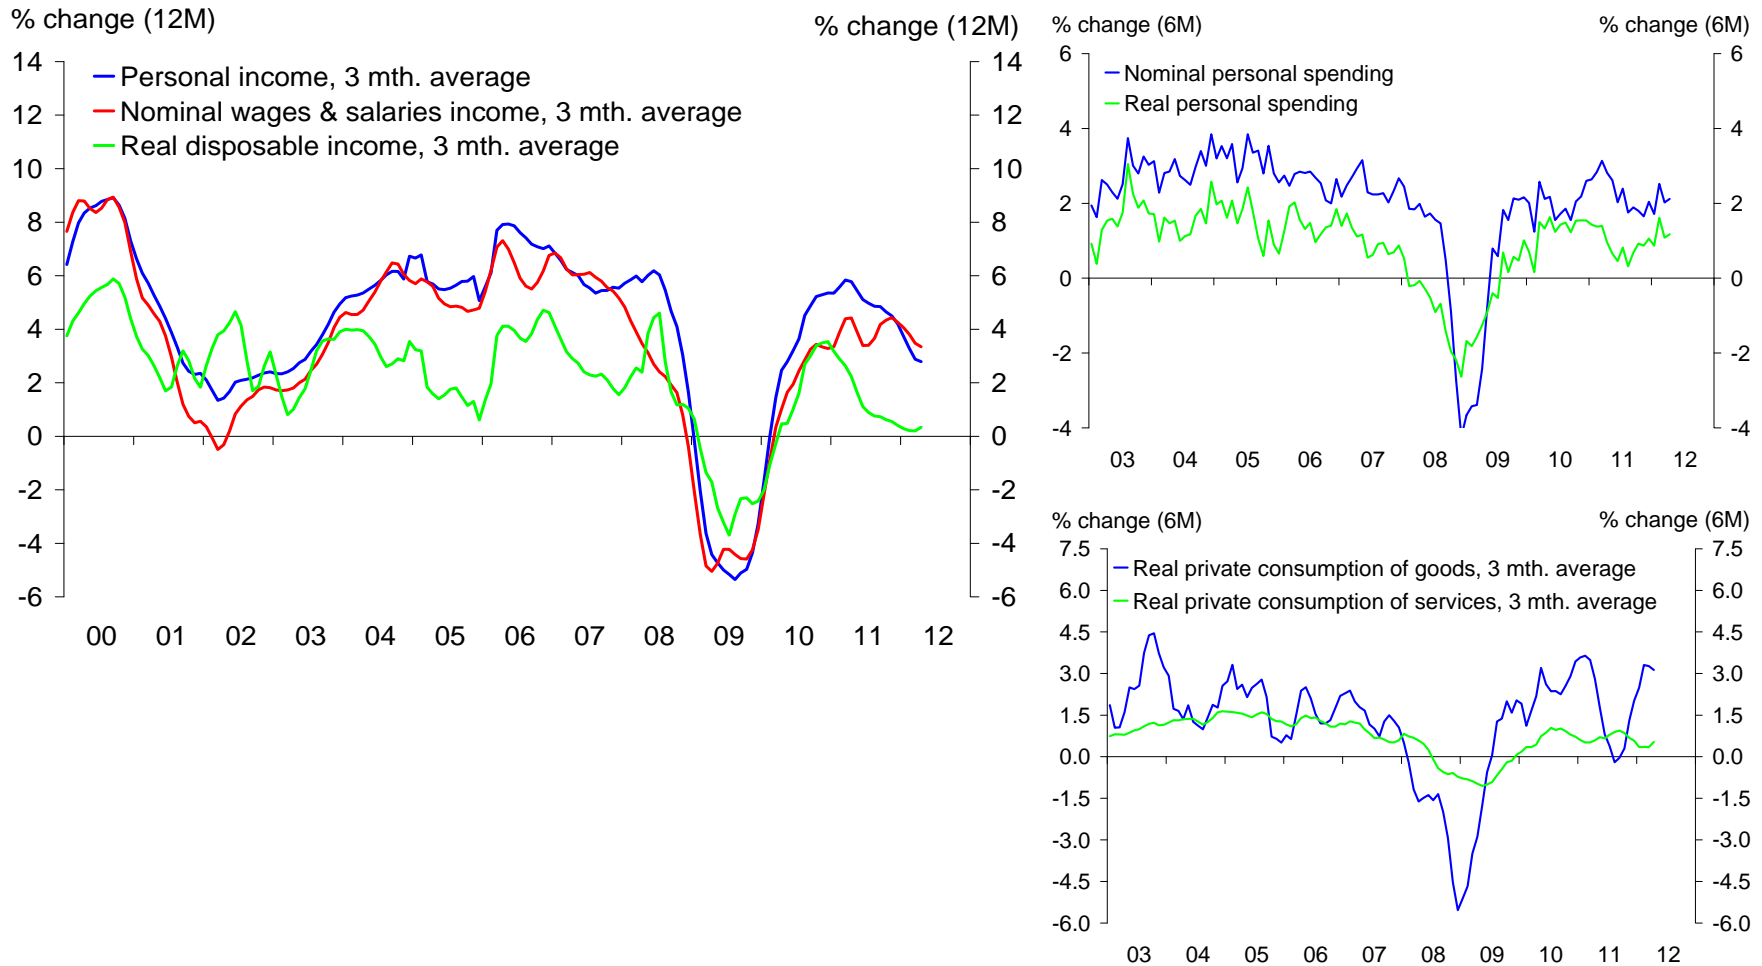 % change (12M)
% change (12M)
14 14
12 12
10 10
8 8
6 6
4 4
2 2
0 0
-2 -2
-4 -4
-6 -6
Personal income, 3 mth. average
Nominal wages & salaries income, 3 mth. average
Real disposable income, 3 mth. average
00 01 02 03 04 05 06 07 08 09 10 11 12
% change (6M) % change (6M)
6 6
4 4
2 2
0 0
-2 -2
-4 -4
Nominal personal spending
Real personal spending
03 04 05 06 07 08 09 10 11 12
% change (6M) % change (6M)
7.5 7.5
6.0 6.0
4.5 4.5
3.0 3.0
1.5 1.5
0.0 0.0
-1.5 -1.5
-3.0 -3.0
-4.5 -4.5
-6.0 -6.0
Real private consumption of goods, 3 mth. average
Real private consumption of services, 3 mth. average
03 04 05 06 07 08 09 10 11 12